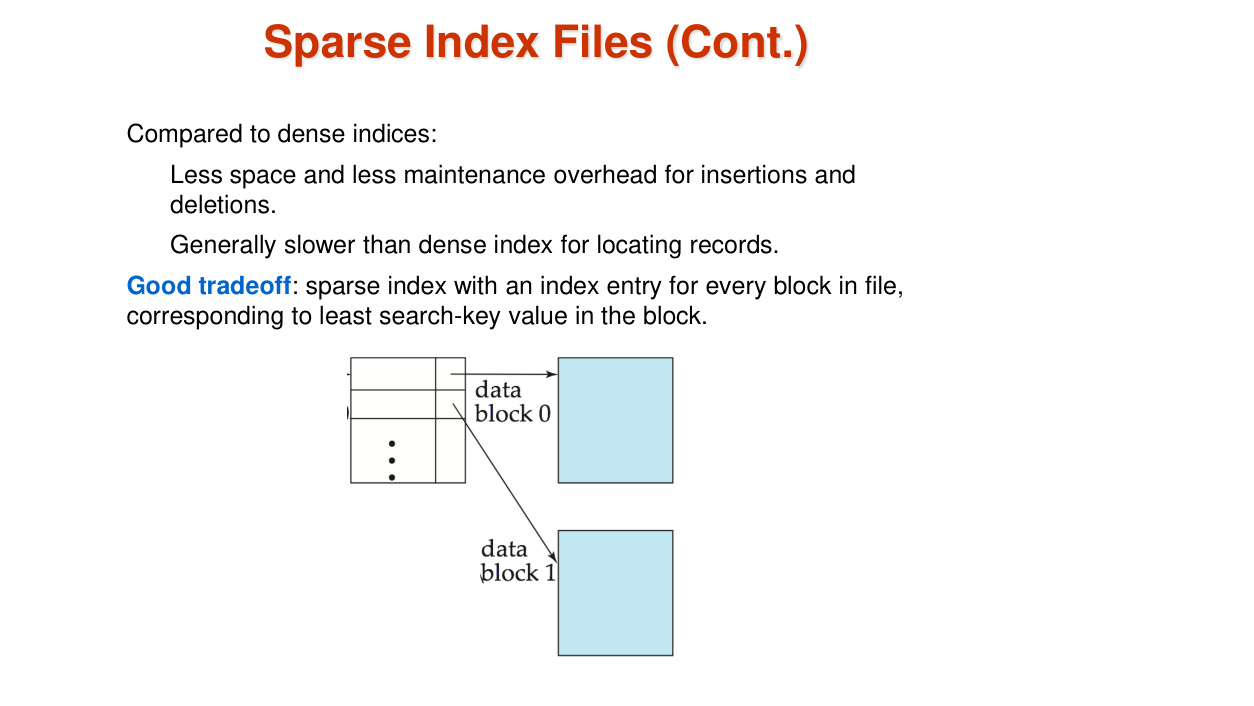 Sparse Index Files (Cont.)
Compared to dense indices:
Less space and less maintenance overhead for insertions and
deletions.
Generally slower than dense index for locating records.
Good tradeoff: sparse index with an index entry for every block in file,
corresponding to least search-key value in the block.
data
block 0
data
block 1